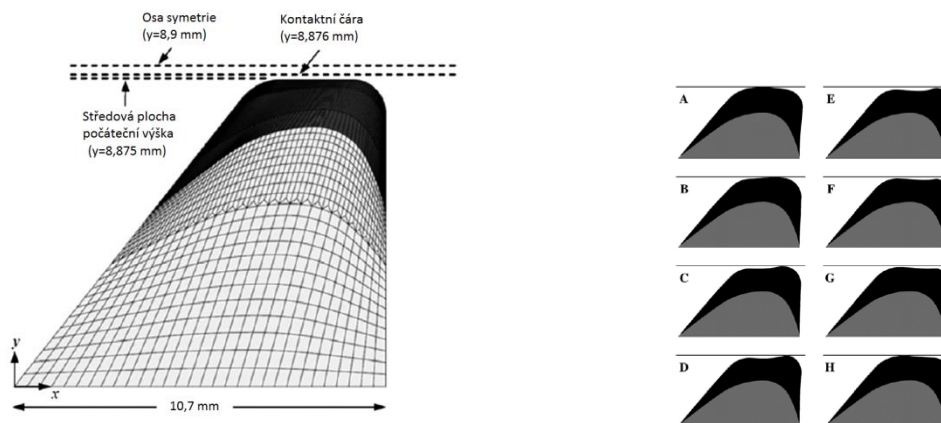 Osa symetrie
(y=8,9 mm)
Kontaktní čára
(y=8,876 mm)
Středová plocha
počáteční výška
(y=8,875 mm)
y
x
10,7 mm
A
B
C
D
E
F
G
H